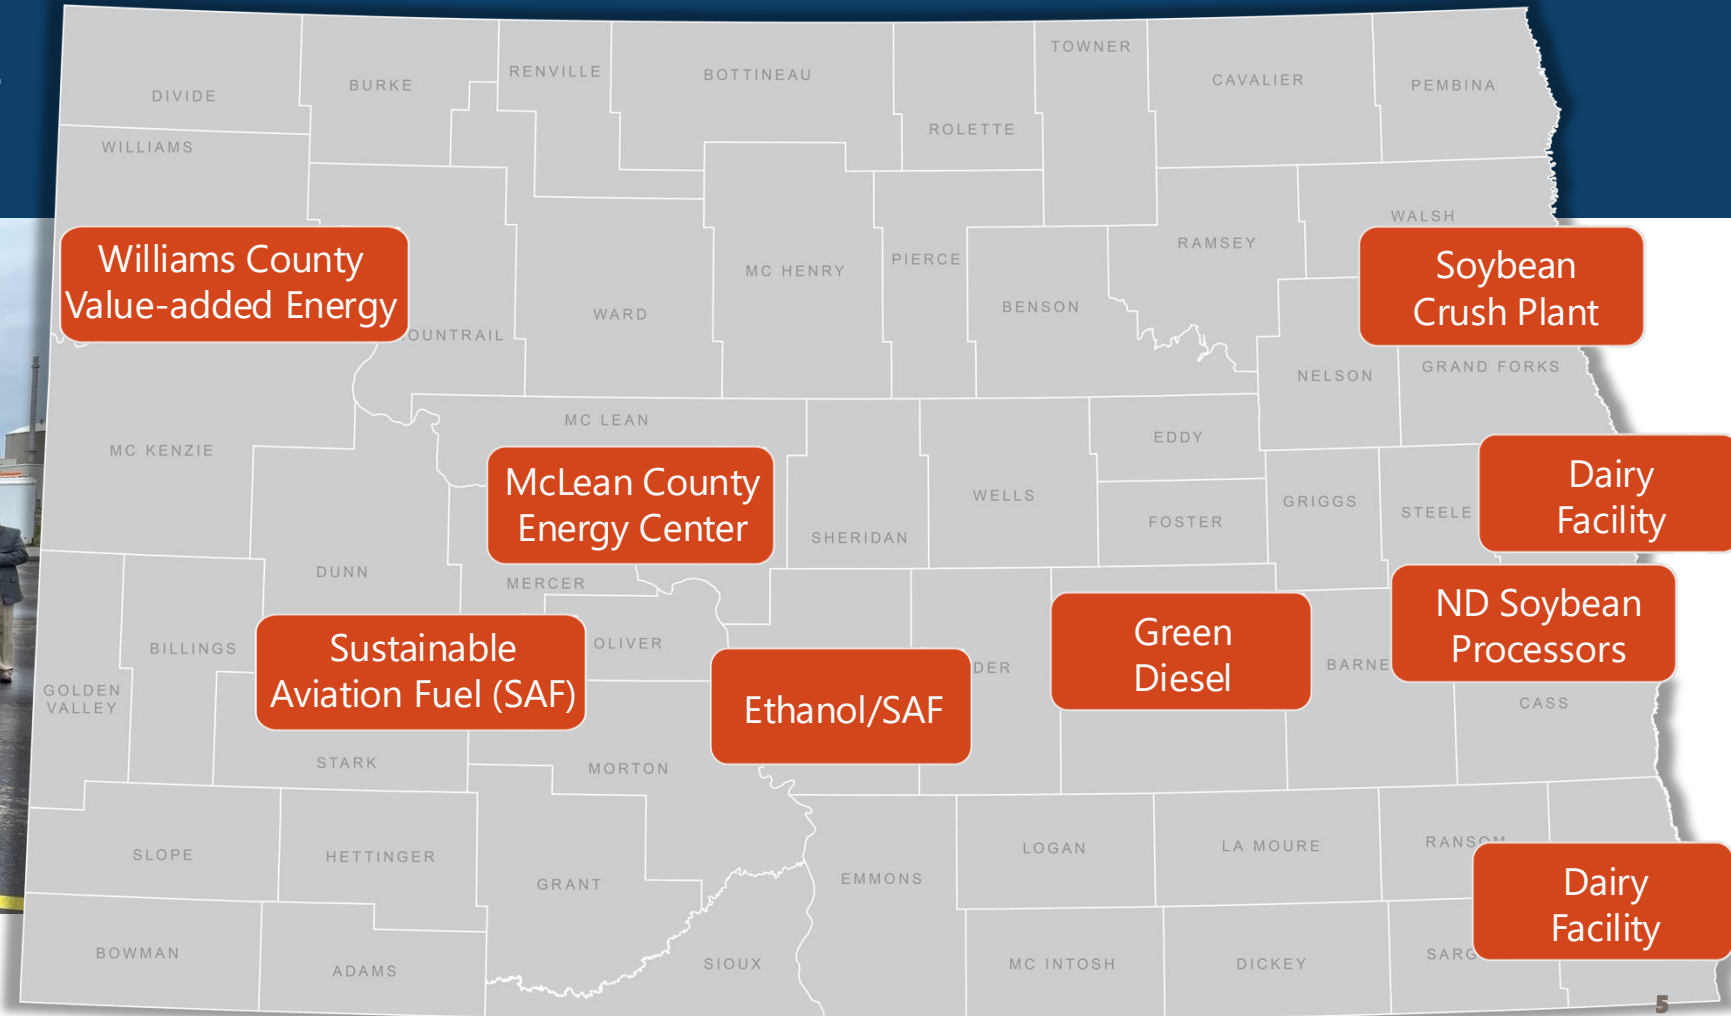 TOWNER
RENVILLE
BOTTINEAU
BURKE
CAVALIER
PEMBINA
DIVIDE
ROLETTE
WILLIAMS
WALSH
RAMSEY
Williams County
Value-added Energy
PIERCE
MC HENRY
Soybean
Crush Plant
BENSON
WARD
OUNTRAIL
GRAND FORKS
NELSON
MC LEAN
EDDY
MC KENZIE
McLean County
Energy Center
Dairy
Facility
WELLS
GRIGGS
STEELE
FOSTER
SHERIDAN
DUNN
MERCER
ND Soybean
Processors
Green
Diesel
OLIVER
BILLINGS
Sustainable
Aviation Fuel (SAF)
DER
BARNE
GOLDEN
VALLEY
Ethanol/SAF
CASS
STARK
MORTON
RANSOM
LA MOURE
LOGAN
SLOPE
HETTINGER
GRANT
EMMONS
Dairy
Facility
BOWMAN
SARG
ADAMS
SIOUX
MC INTOSH
DICKEY
5